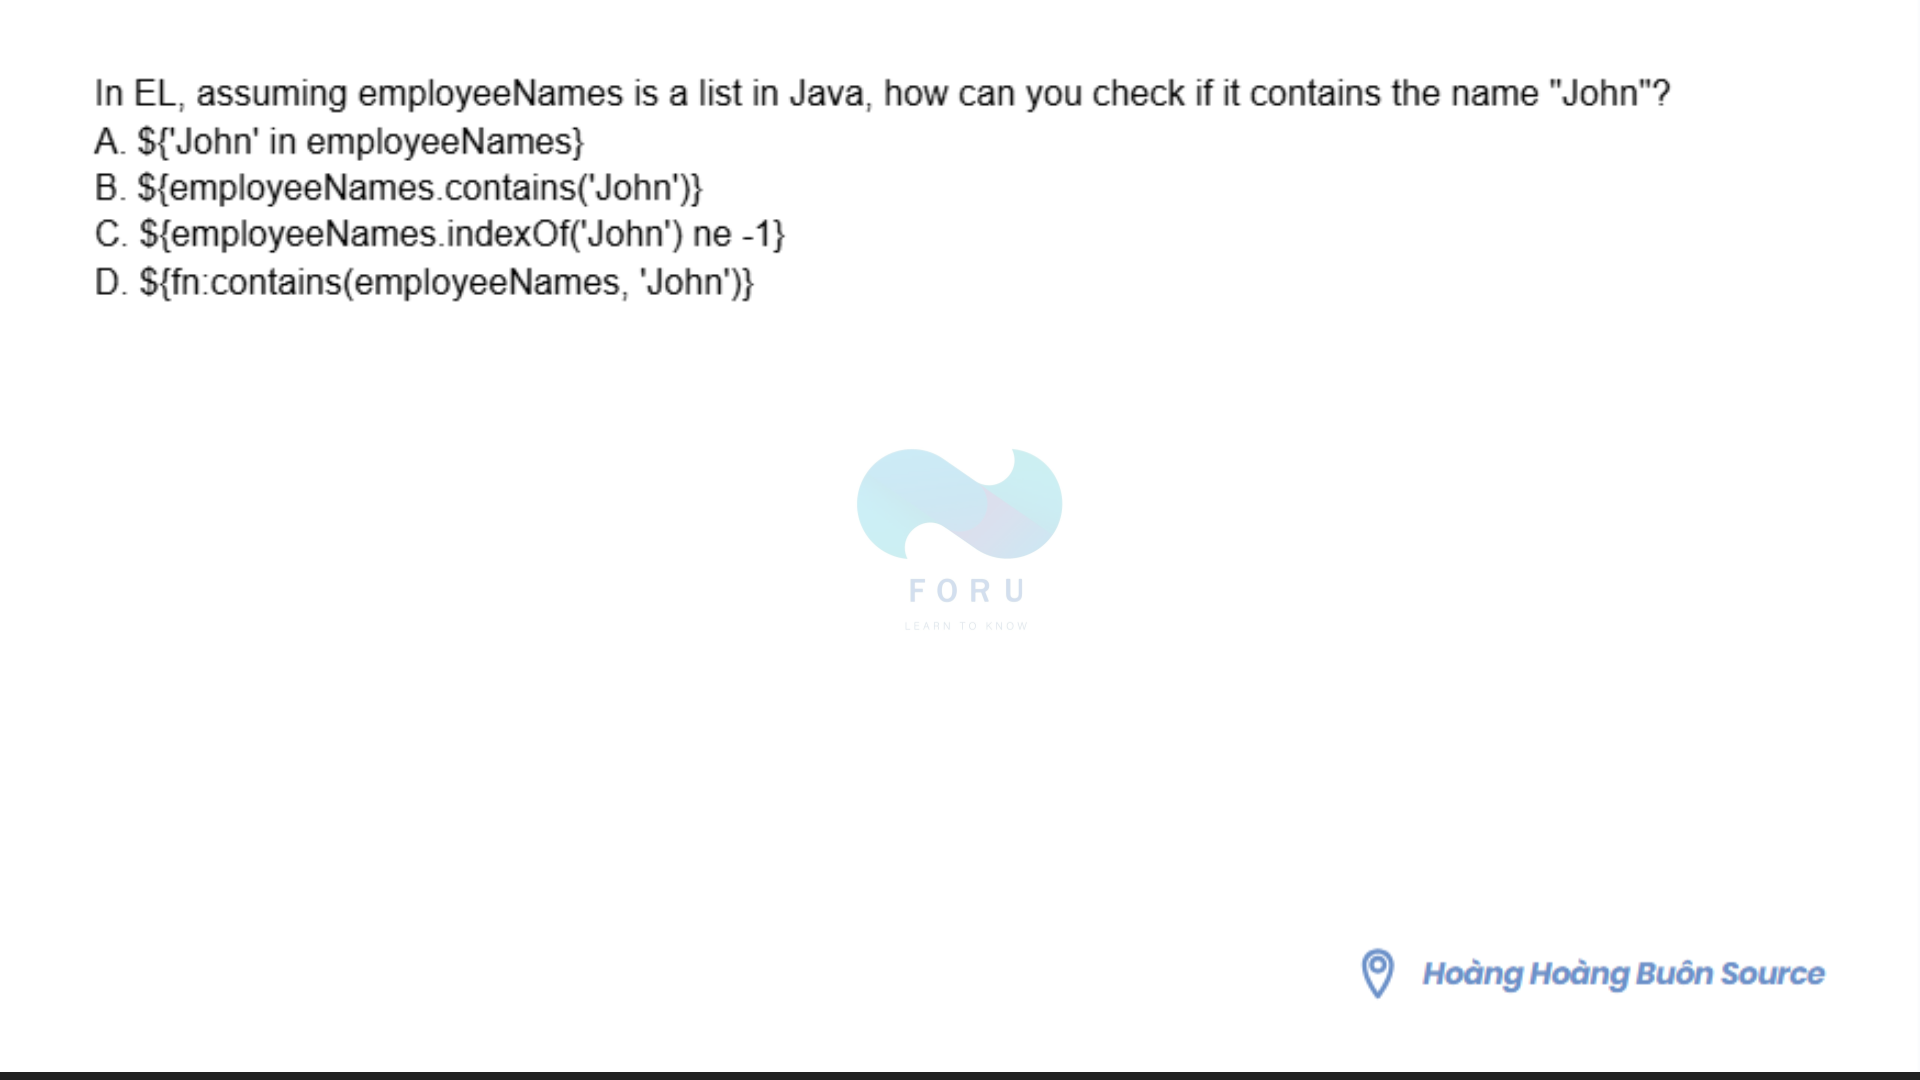 In EL, assuming employeeNames is a list in Java, how can you check if it contains the name "John"?
A. ${'John' in employeeNames}
B. ${employeeNames.contains('John')}
C. ${employeeNames.indexOf('John') ne -1}
D. ${fn:contains(employeeNames, 'John')}
FORU
LEARN TO KNOW
Hoàng Hoàng Buôn Source